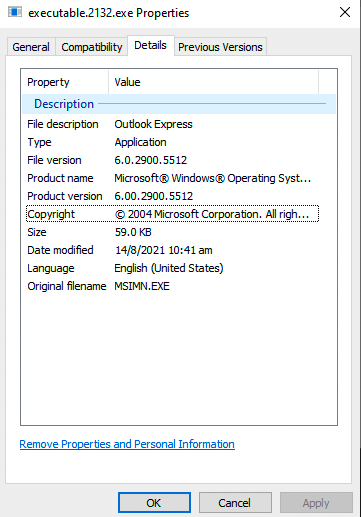 executable.2132.exe Properties
General Compatibility Details Previous Versions
Property Value
Description
File description Outlook Express
Type Application
File version 6.0.2900.5512
Product name Microsoft® Windows® Operating Syst...
Product version 6.00.2900.5512
Copyright © 2004 Microsoft Corporation. All righ...
Size 59.0 KB
Date modified 14/8/2021 10:41 am
Language English (United States)
Original filename MSIMN.EXE
Remove Properties and Personal Information
OK Cancel Apply